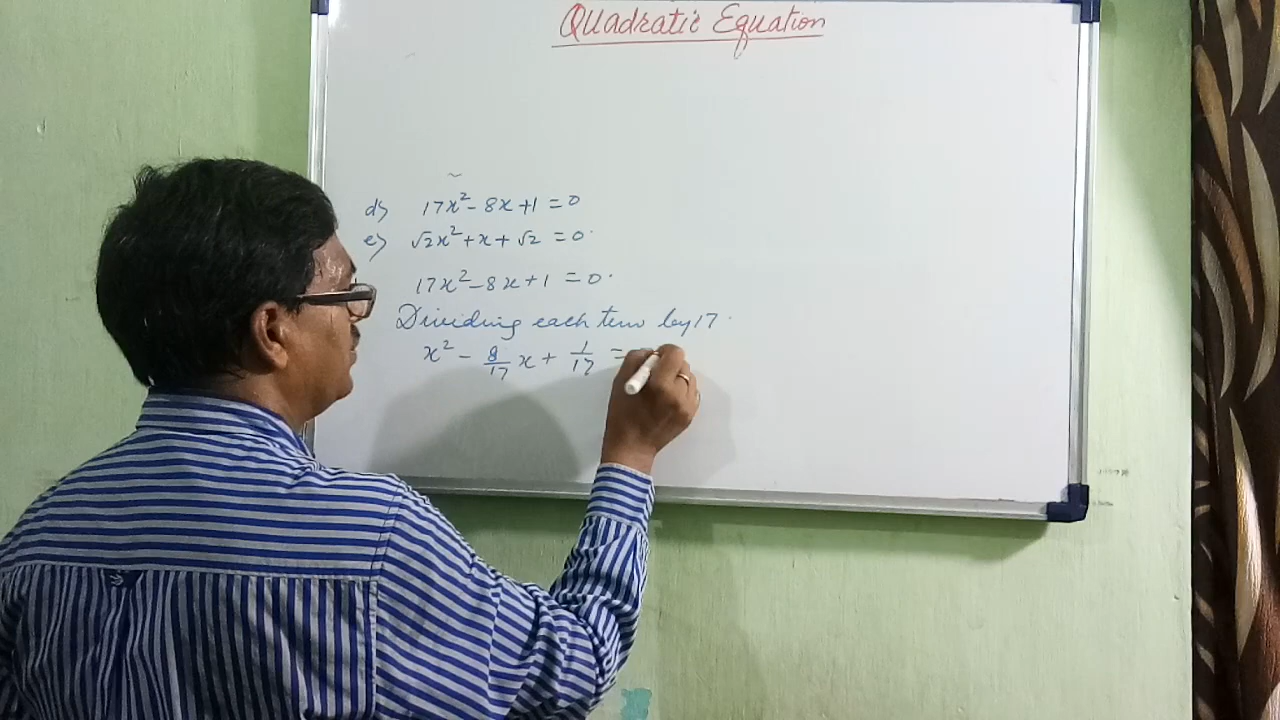 Quadratic Equation
d> 17x² - 8x + 1 = 0
e> √2x² + x + √2 = 0.
17x² - 8x + 1 = 0.
Dividing each term by 17.
x² - 8/17 x + 1/17 =